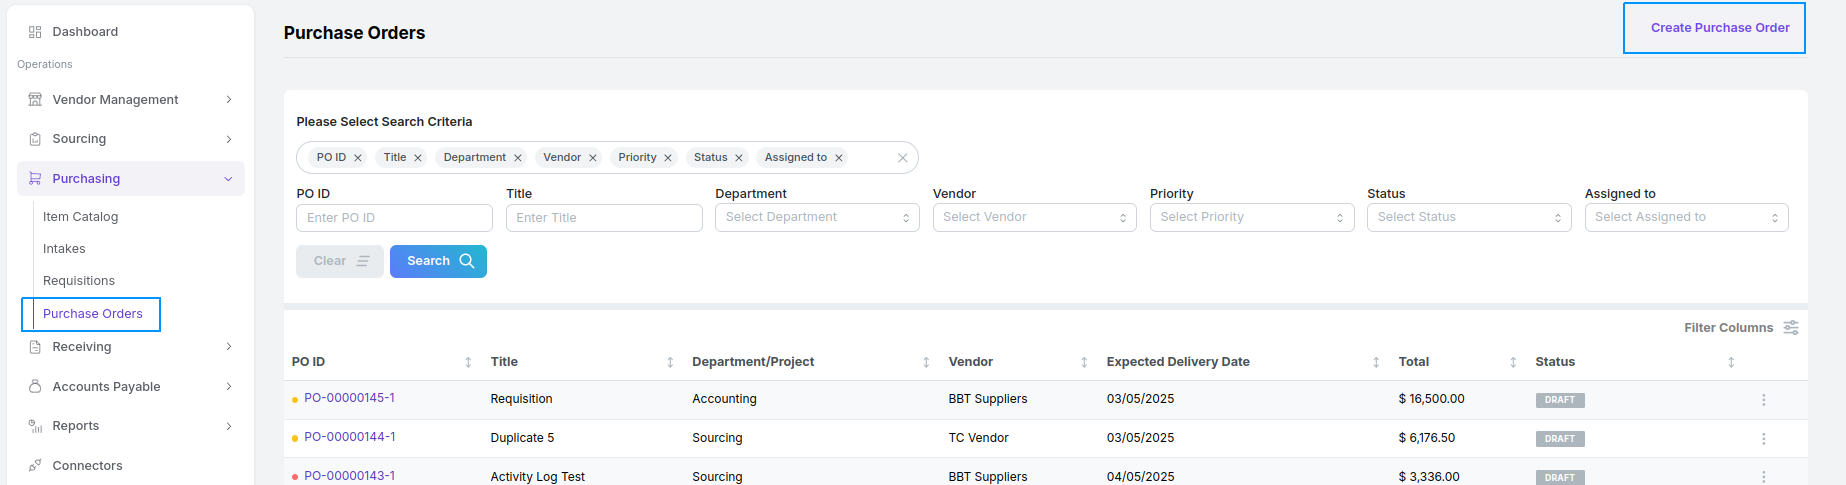 Dashboard
Operations
Vendor Management
Sourcing
Purchasing
Item Catalog
Intakes
Requisitions
Purchase Orders
Receiving
Accounts Payable
Reports
Connectors
Purchase Orders
Create Purchase Order
Please Select Search Criteria
PO ID Title Department Vendor Priority Status Assigned to
PO ID Title Department Vendor Priority Status Assigned to
Enter PO ID Enter Title Select Department Select Vendor Select Priority Select Status Select Assigned to
Clear Search
Filter Columns
PO ID Title Department/Project Vendor Expected Delivery Date Total Status
PO-00000145-1 Requisition Accounting BBT Suppliers 03/05/2025 $ 16,500.00 DRAFT
PO-00000144-1 Duplicate 5 Sourcing TC Vendor 03/05/2025 $ 6,176.50 DRAFT
PO-00000143-1 Activity Log Test Sourcing BBT Suppliers 04/05/2025 $ 3,336.00 DRAFT